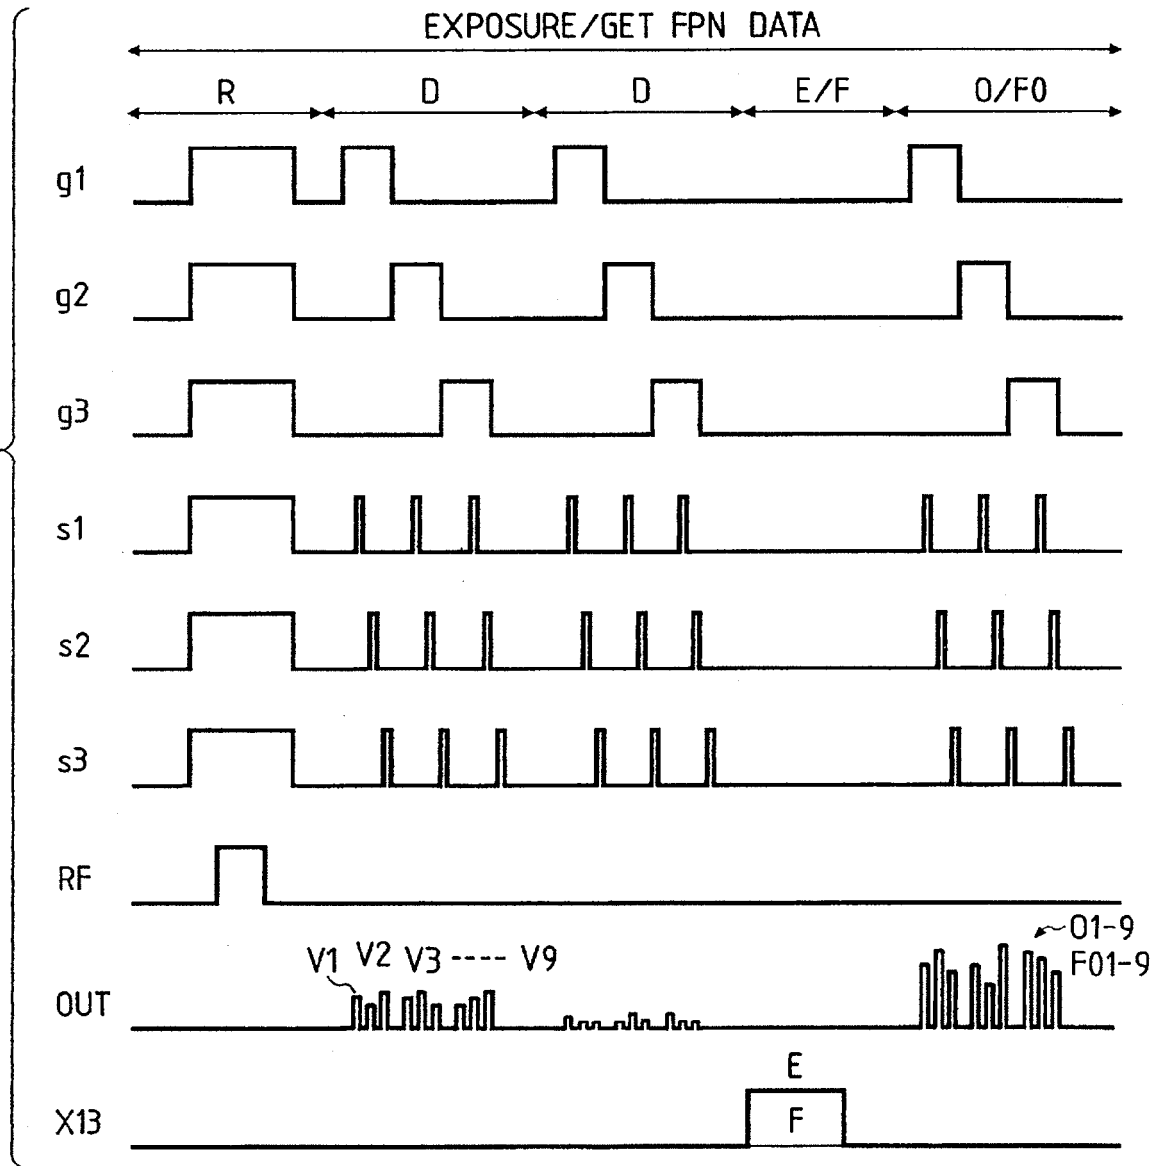 EXPOSURE/GET FPN DATA
R D D E/F O/FO
g1
g2
g3
s1
s2
s3
RF
V1 V2 V3 ---- V9
O1-9
FO1-9
OUT
E
F
X13